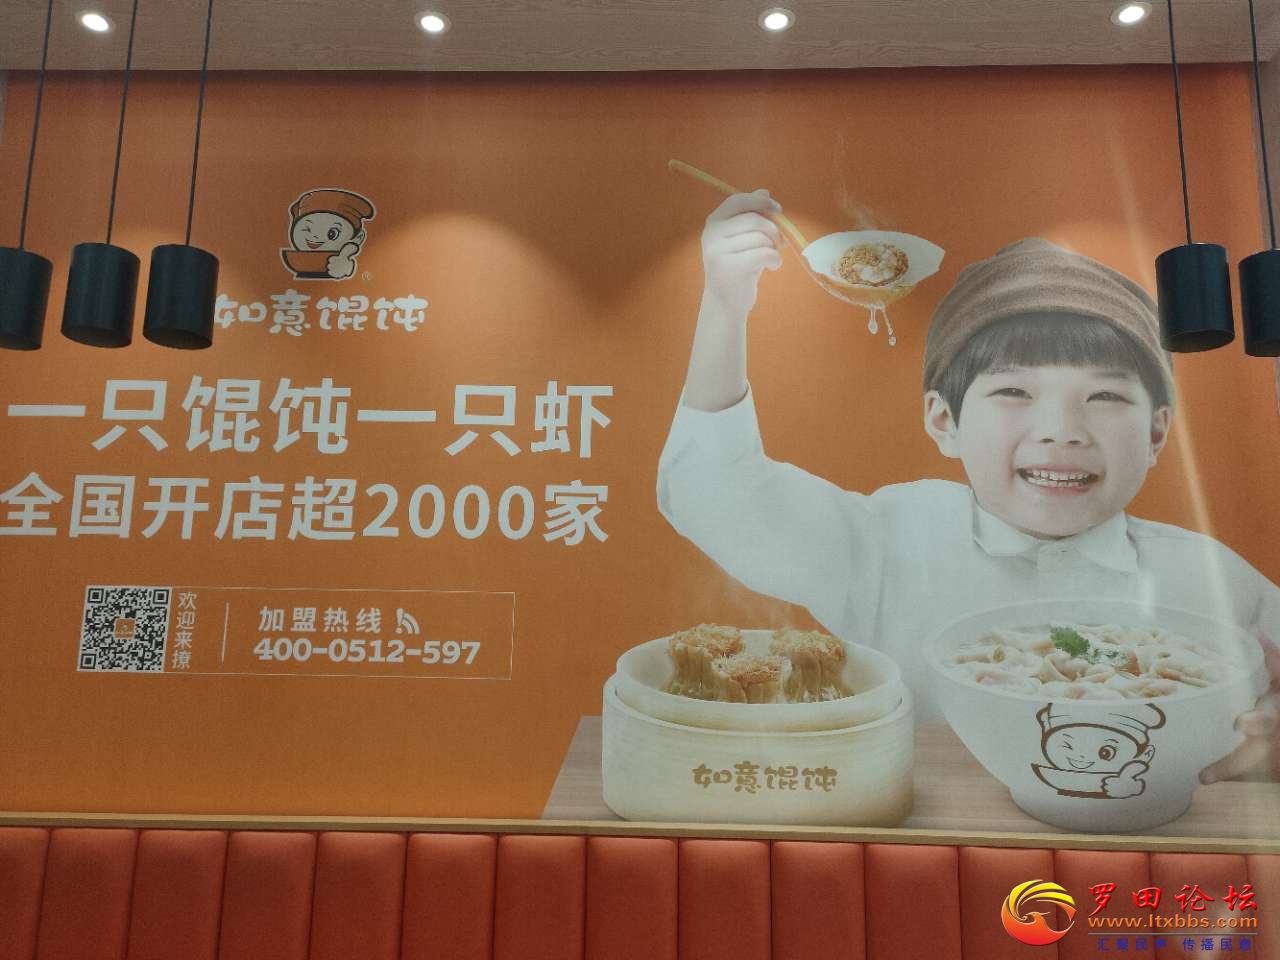 ®
如意馄饨
一只馄饨一只虾
全国开店超2000家
欢迎来撩
加盟热线
400-0512-597
如意馄饨
罗田论坛
www.ltxbbs.com
汇聚民声 传播民意